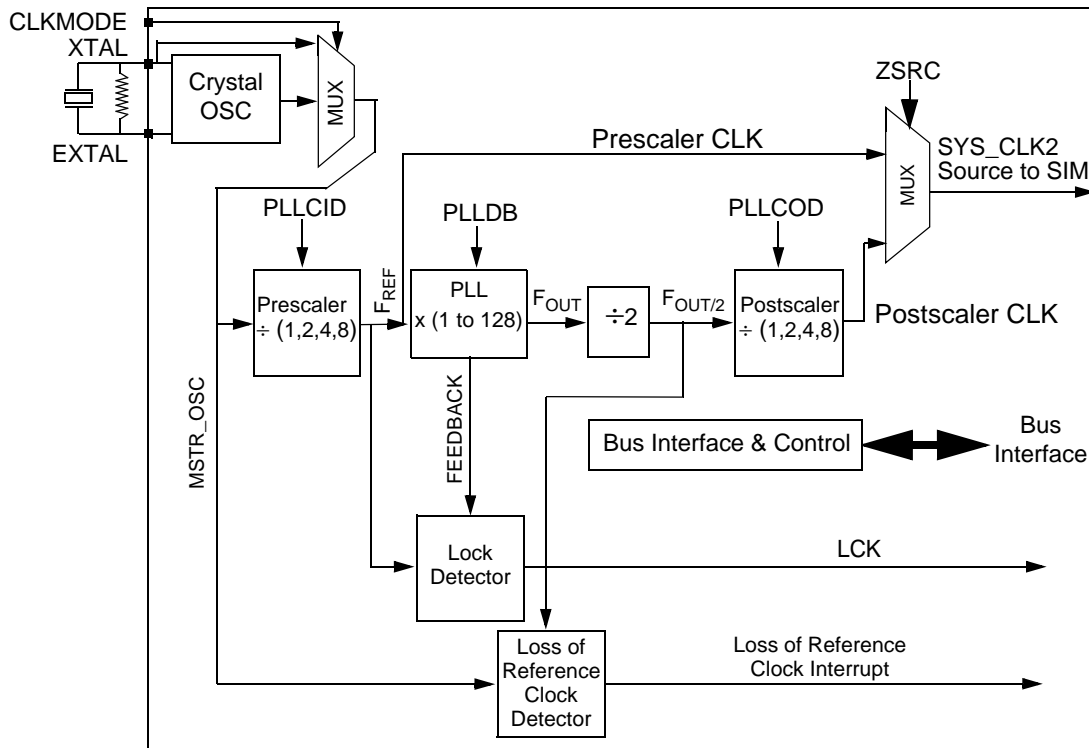 CLKMODE
XTAL
EXTAL
Crystal
OSC
MUX
ZSRC
Prescaler CLK
MUX
SYS_CLK2
Source to SIM
PLLCID
PLLDB
PLLCOD
Prescaler
÷ (1,2,4,8)
FREF
PLL
x (1 to 128)
FOUT
÷2
FOUT/2
Postscaler
÷ (1,2,4,8)
Postscaler CLK
MSTR_OSC
FEEDBACK
Bus Interface & Control
Bus
Interface
Lock
Detector
LCK
Loss of
Reference
Clock
Detector
Loss of Reference
Clock Interrupt